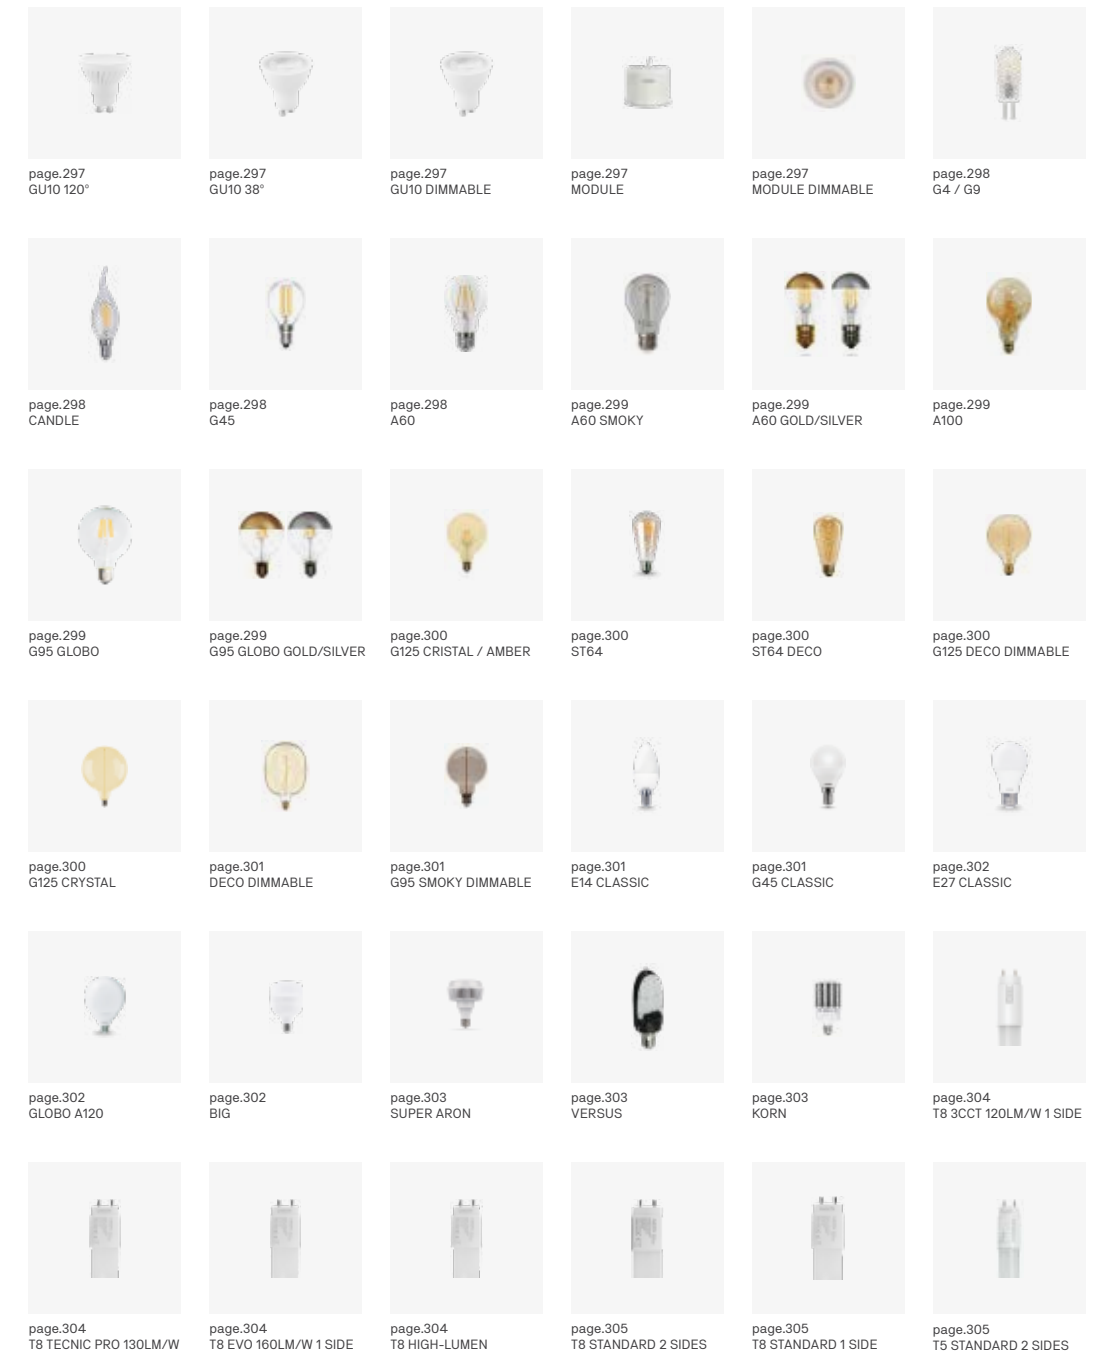 page.297
GU10 120°
page.297
GU10 38°
page.297
GU10 DIMMABLE
page.297
MODULE
page.297
MODULE DIMMABLE
page.298
G4 / G9
page.298
CANDLE
page.298
G45
page.298
A60
page.299
A60 SMOKY
page.299
A60 GOLD/SILVER
page.299
A100
page.299
G95 GLOBO
page.299
G95 GLOBO GOLD/SILVER
page.300
G125 CRISTAL / AMBER
page.300
ST64
page.300
ST64 DECO
page.300
G125 DECO DIMMABLE
page.300
G125 CRYSTAL
page.301
DECO DIMMABLE
page.301
G95 SMOKY DIMMABLE
page.301
E14 CLASSIC
page.301
G45 CLASSIC
page.302
E27 CLASSIC
page.302
GLOBO A120
page.302
BIG
page.303
SUPER ARON
page.303
VERSUS
page.303
KORN
page.304
T8 3CCT 120LM/W 1 SIDE
page.304
T8 TECNIC PRO 130LM/W
page.304
T8 EVO 160LM/W 1 SIDE
page.304
T8 HIGH-LUMEN
page.305
T8 STANDARD 2 SIDES
page.305
T8 STANDARD 1 SIDE
page.305
T5 STANDARD 2 SIDES